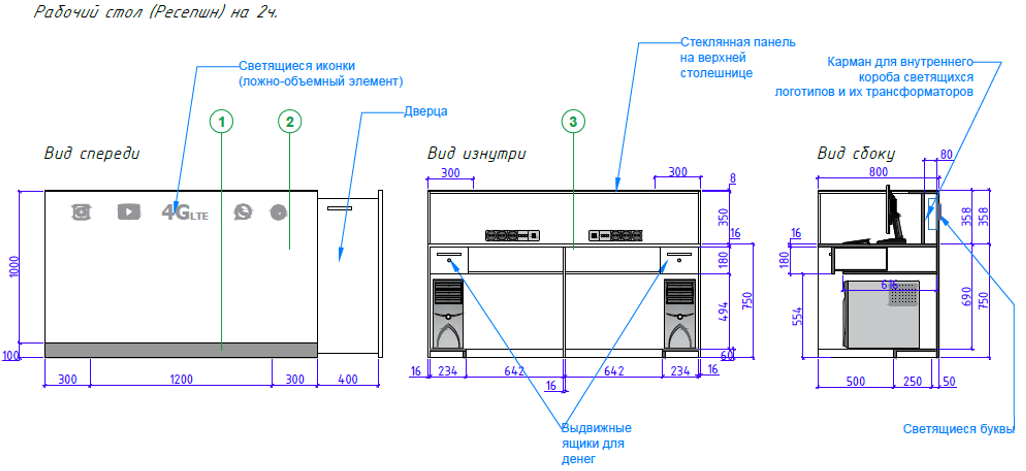 Рабочий стол (Ресепшн) на 2ч.
Светящиеся иконки
(ложно-объемный элемент)
Дверца
Стеклянная панель
на верхней
столешнице
Карман для внутреннего
короба светящихся
логотипов и их трансформаторов
1
2
3
Вид спереди
Вид изнутри
Вид сбоку
4G LTE
1000
100
300
1200
300
400
300
300
8
350
16
180
494
750
60
16
234
642
16
642
234
16
80
800
358
358
16
180
616
554
690
750
500
250
50
Выдвижные
ящики для
денег
Светящиеся буквы